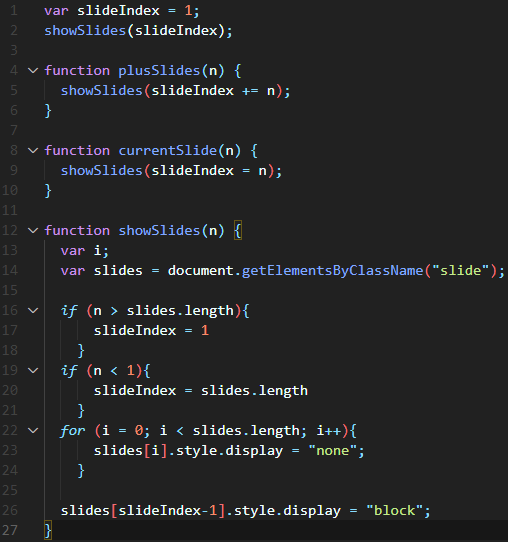 1 var slideIndex = 1;
2 showSlides(slideIndex);
3
4 function plusSlides(n) {
5   showSlides(slideIndex += n);
6 }
7
8 function currentSlide(n) {
9   showSlides(slideIndex = n);
10 }
11
12 function showSlides(n) {
13   var i;
14   var slides = document.getElementsByClassName("slide");
15
16   if (n > slides.length){
17       slideIndex = 1
18     }
19   if (n < 1){
20       slideIndex = slides.length
21     }
22   for (i = 0; i < slides.length; i++){
23       slides[i].style.display = "none";
24     }
25
26   slides[slideIndex-1].style.display = "block";
27 }